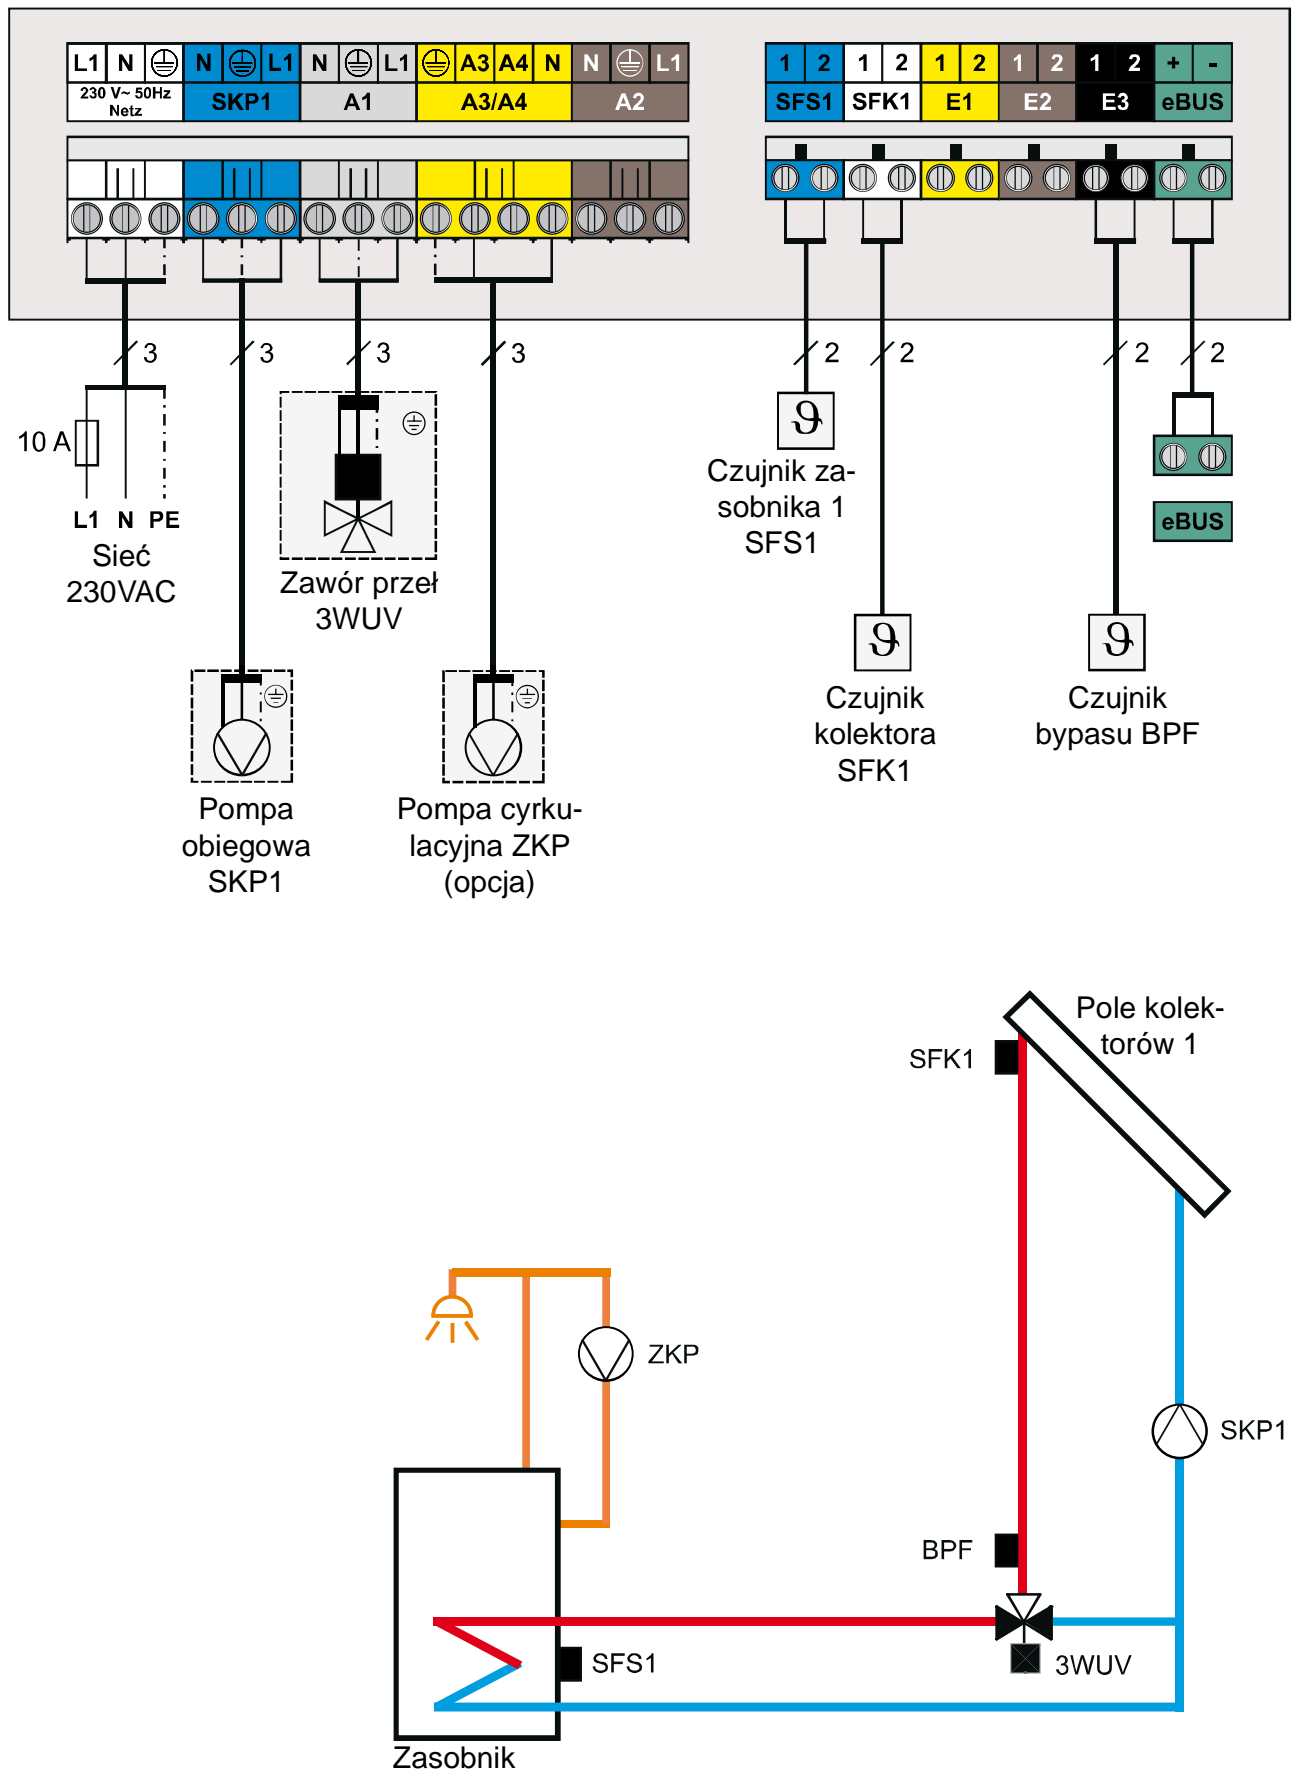 L1 N N L1 N L1 A3 A4 N N L1
230 V~ 50Hz
Netz
SKP1 A1 A3/A4 A2
1 2 1 2 1 2 1 2 1 2 + -
SFS1 SFK1 E1 E2 E3 eBUS
3 3 3 3 2 2 2 2
10 A
L1 N PE
Sieć
230VAC
Zawór przeł
3WUV
Czujnik za-
sobnika 1
SFS1
eBUS
Czujnik
kolektora
SFK1
Czujnik
bypasu BPF
Pompa
obiegowa
SKP1
Pompa cyrku-
lacyjna ZKP
(opcja)
Pole kolek-
torów 1
SFK1
ZKP
SKP1
BPF
SFS1
3WUV
Zasobnik